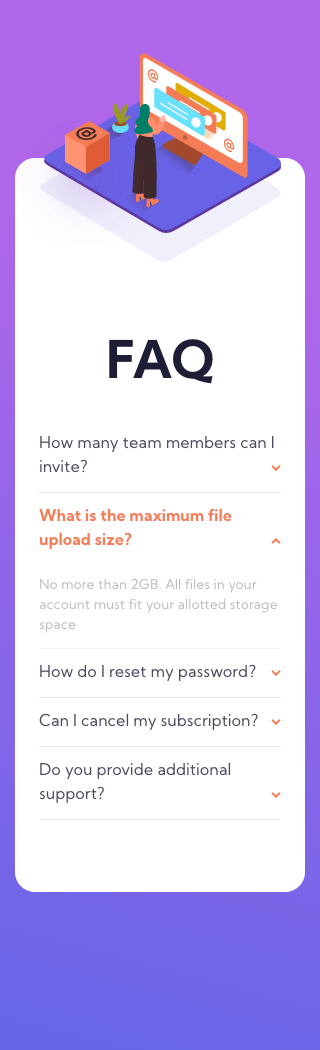 FAQ
How many team members can I
invite?
What is the maximum file
upload size?
No more than 2GB. All files in your
account must fit your allotted storage
space
How do I reset my password?
Can I cancel my subscription?
Do you provide additional
support?